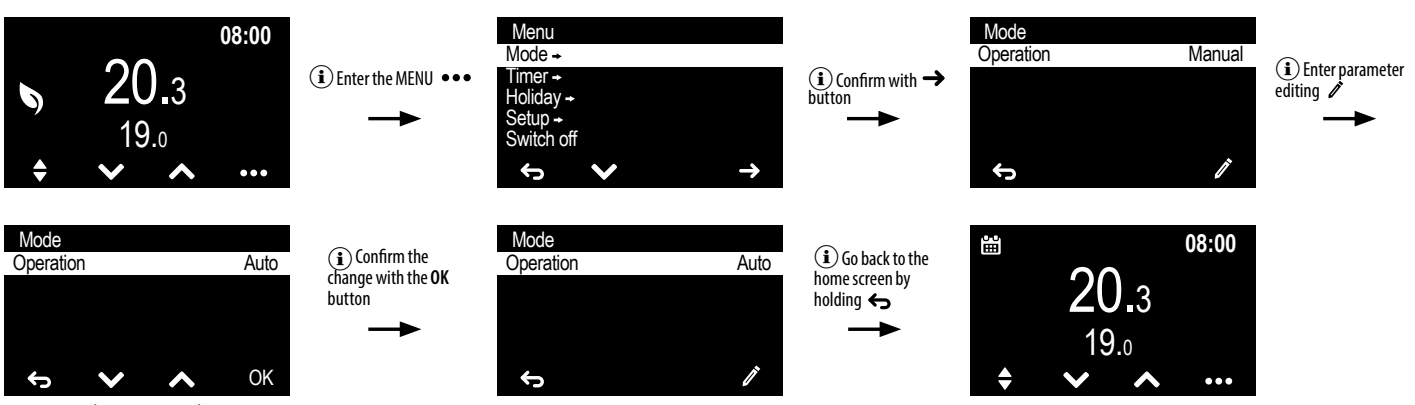 08:00
20.3
19.0
ⓘ Enter the MENU •••
Menu
Mode →
Timer →
Holiday →
Setup →
Switch off
ⓘ Confirm with →
button
Mode
Operation Manual
ⓘ Enter parameter
editing
Mode
Operation Auto
OK
ⓘ Confirm the
change with the OK
button
Mode
Operation Auto
ⓘ Go back to the
home screen by
holding
08:00
20.3
19.0